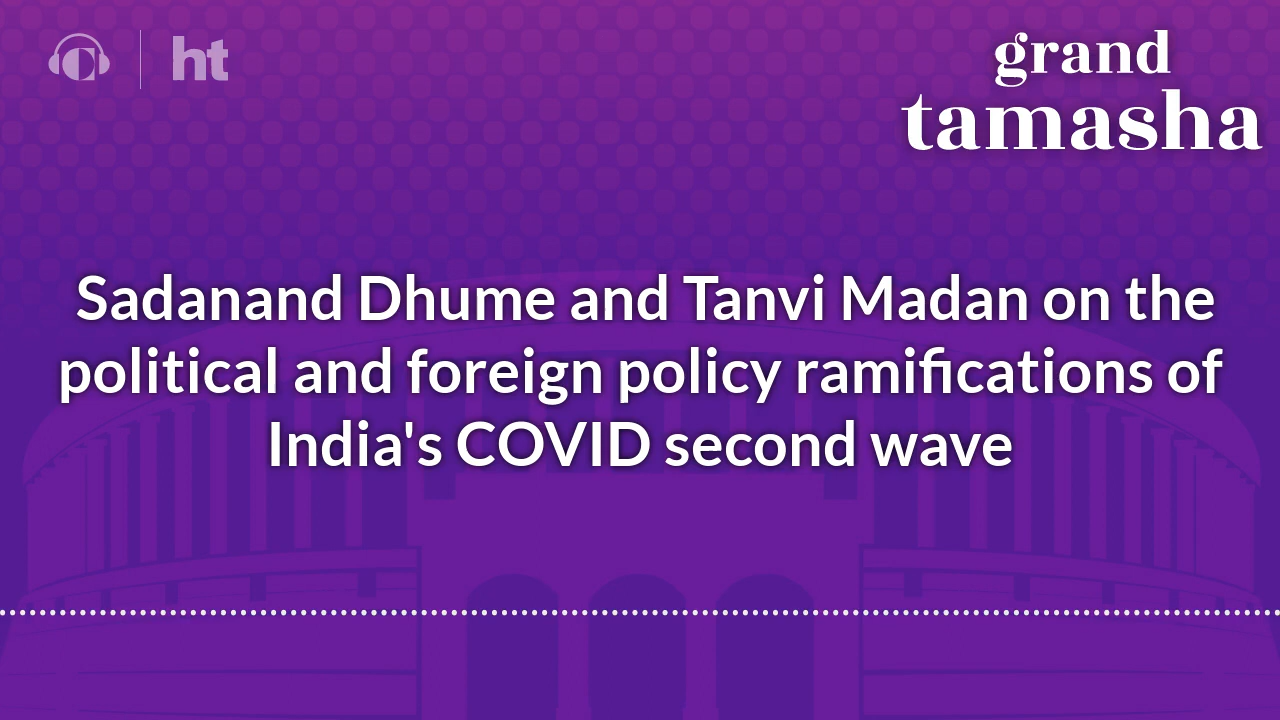 ht
grand
tamasha
Sadanand Dhume and Tanvi Madan on the
political and foreign policy ramifications of
India's COVID second wave